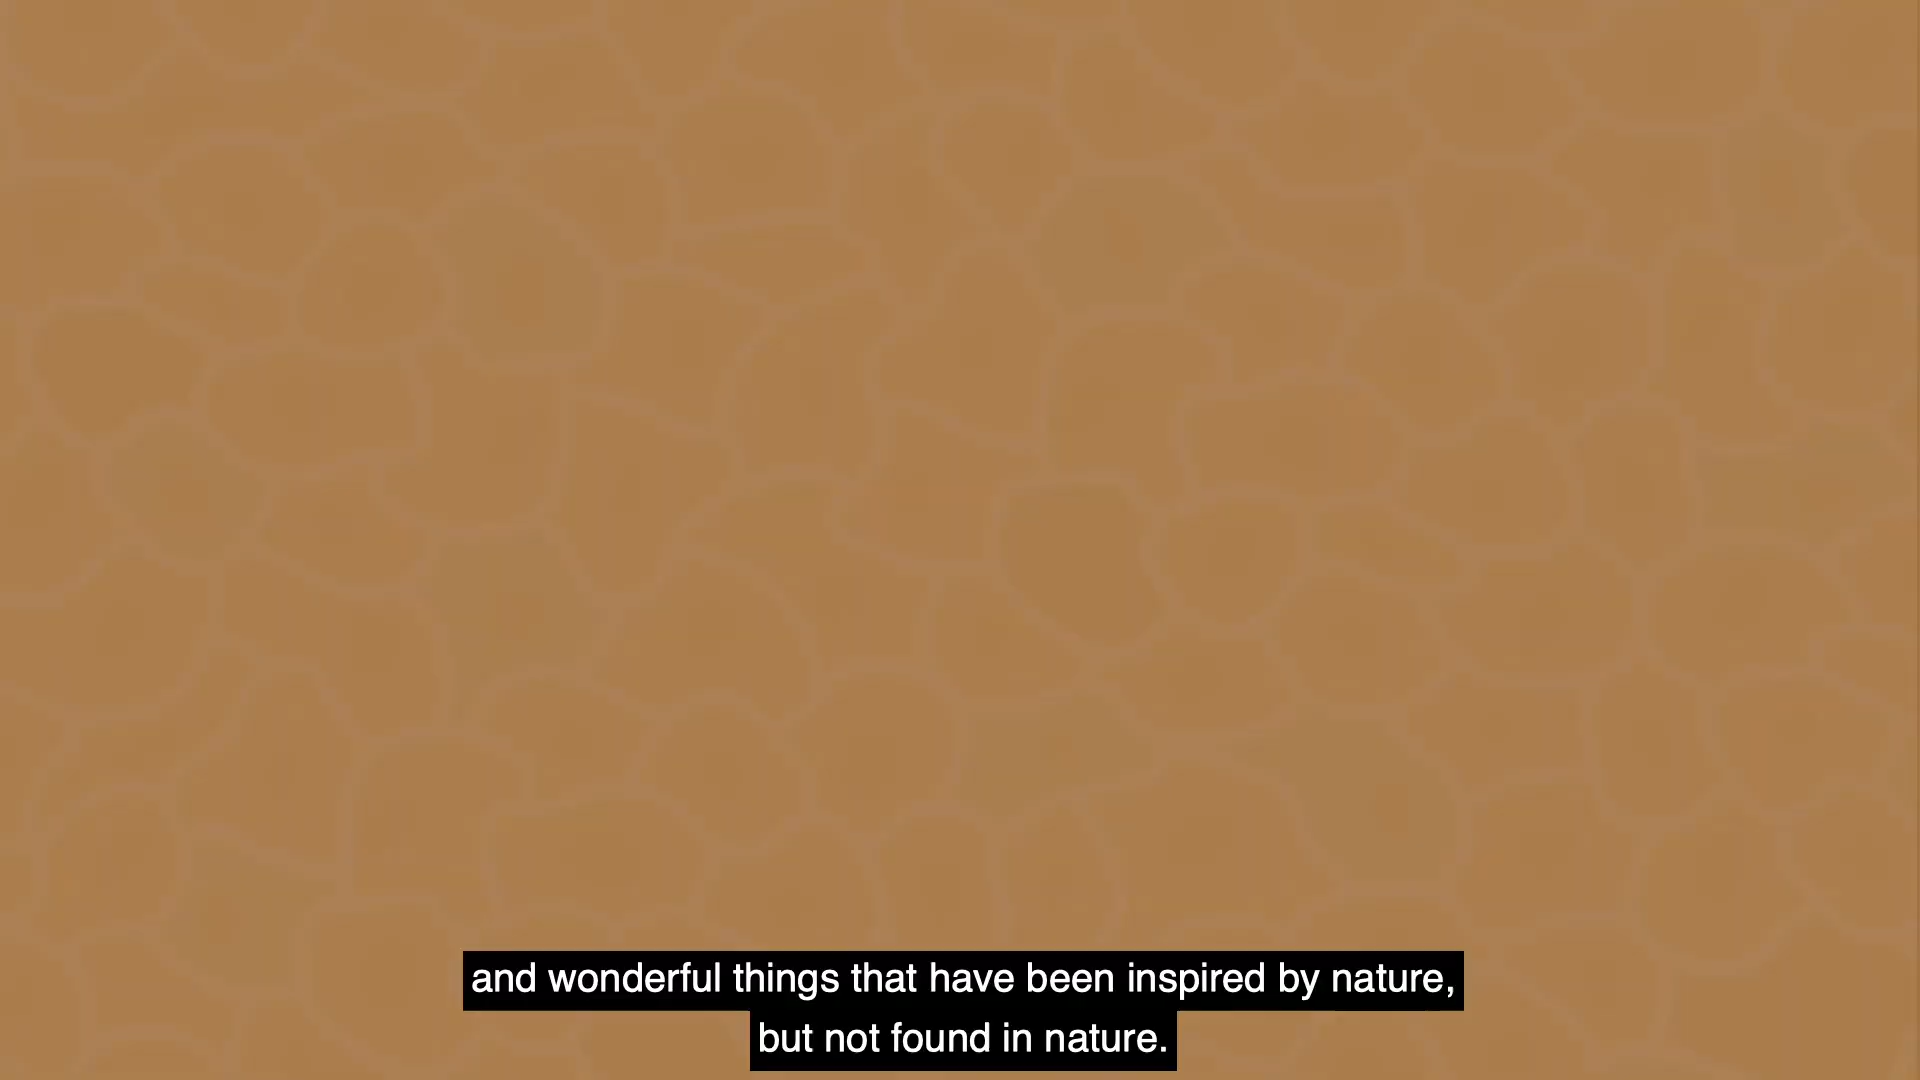 and wonderful things that have been inspired by nature,
but not found in nature.